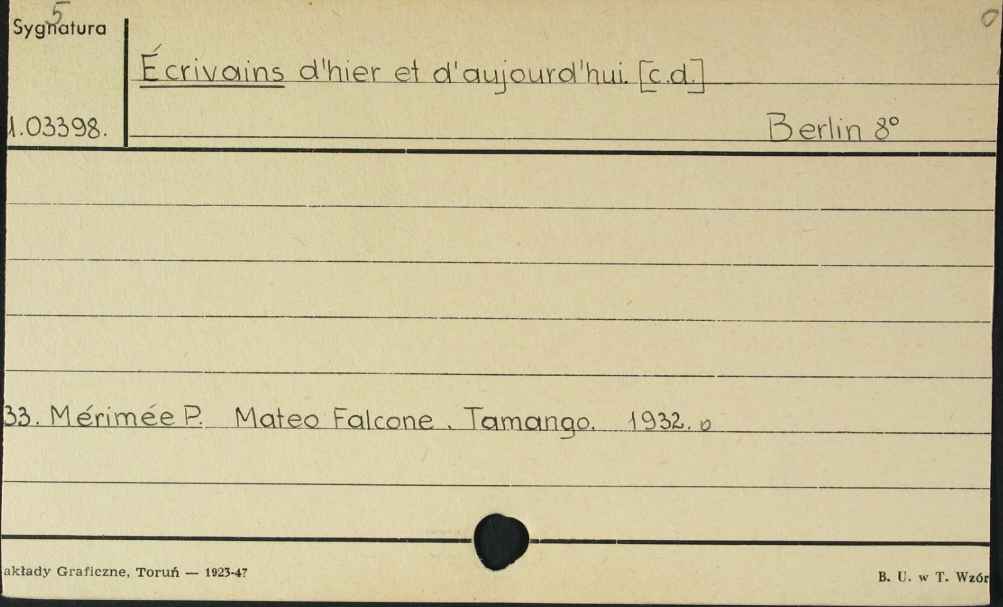 5
Sygnatura
Écrivains d'hier et d'aujourd'hui. [c.d.]
1.03398.
Berlin 8°
33. Mérimée P. Mateo Falcone. Tamango. 1932. o
akłady Graficzne, Toruń — 1923-47
B. U. w T. Wzór